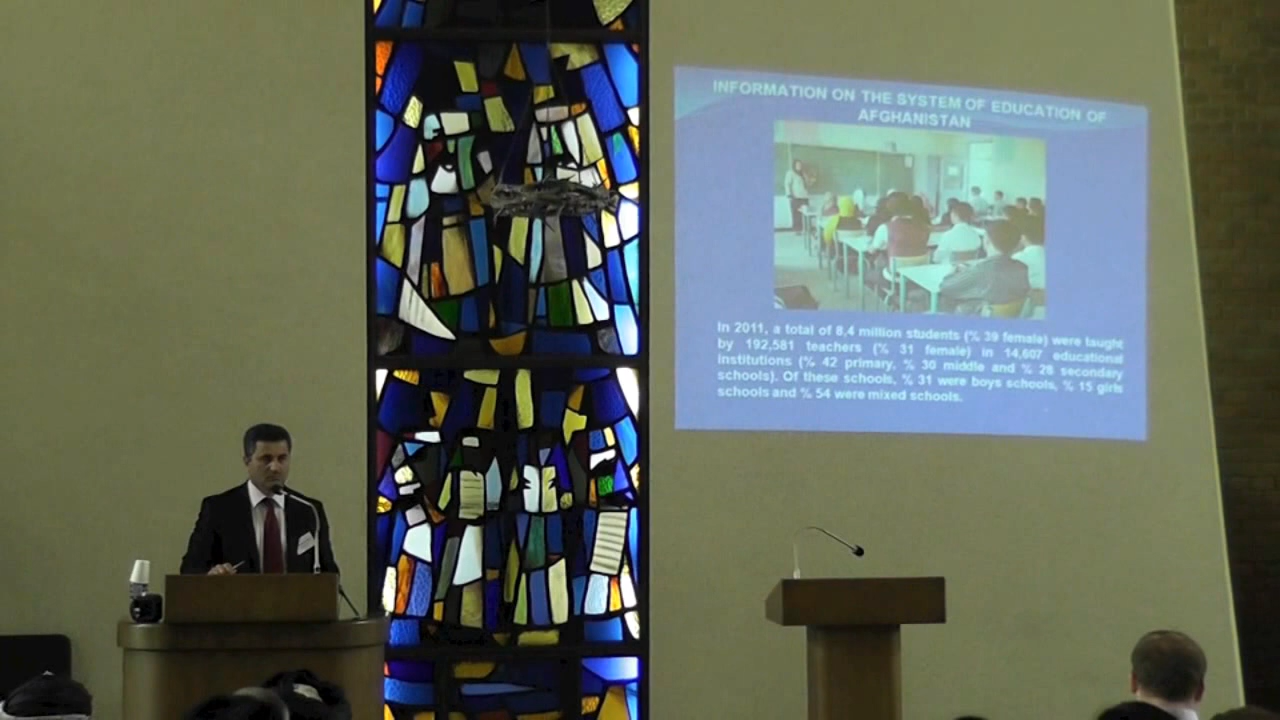 INFORMATION ON THE SYSTEM OF EDUCATION OF
AFGHANISTAN
In 2011, a total of 8,4 million students (% 39 female) were taught
by 192,581 teachers (% 31 female) in 14,607 educational
institutions (% 42 primary, % 30 middle and % 28 secondary
schools). Of these schools, % 31 were boys schools, % 15 girls
schools and % 54 were mixed schools.